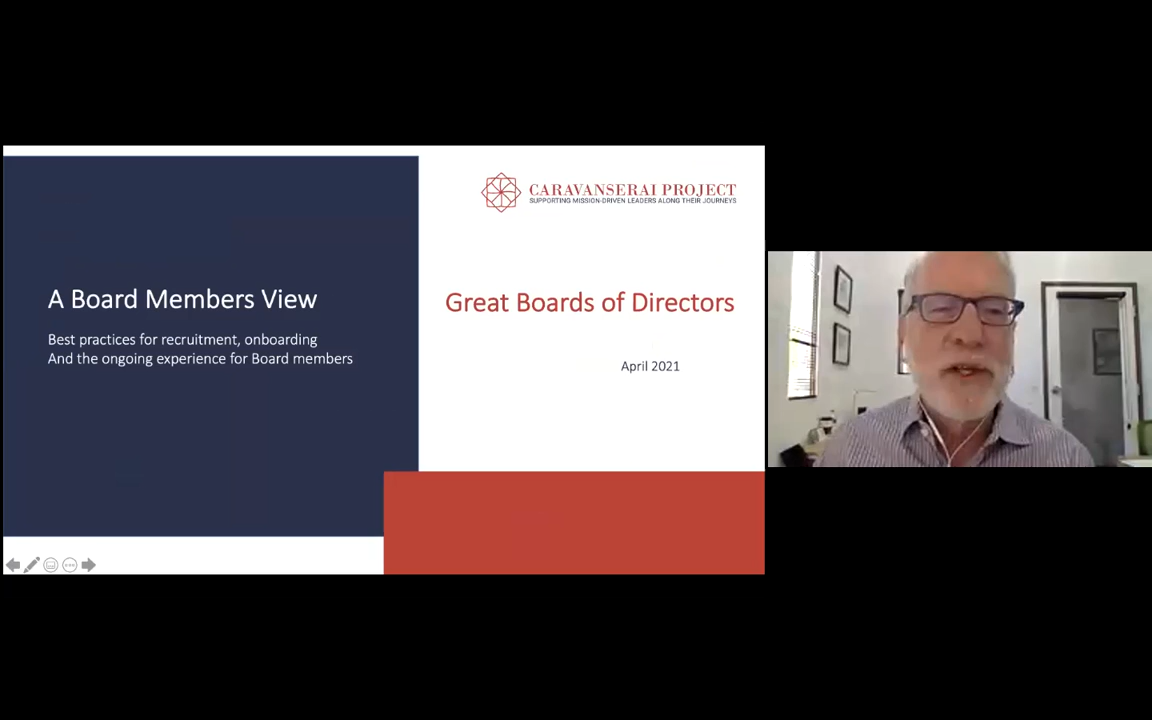 A Board Members View
Best practices for recruitment, onboarding
And the ongoing experience for Board members
CARAVANSERAI PROJECT
SUPPORTING MISSION-DRIVEN LEADERS ALONG THEIR JOURNEYS
Great Boards of Directors
April 2021